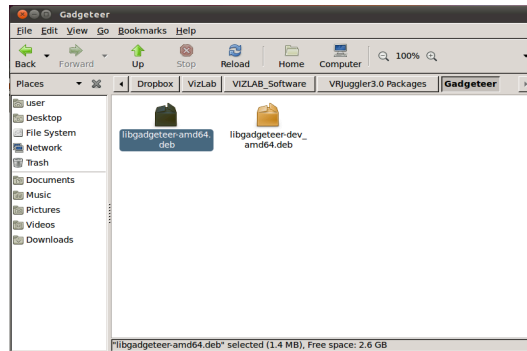 Gadgeteer
File Edit View Go Bookmarks Help
Back Forward Up Stop Reload Home Computer 100%
Places Dropbox VizLab VIZLAB_Software VRJuggler3.0 Packages Gadgeteer
user
Desktop
File System
Network
Trash
Documents
Music
Pictures
Videos
Downloads
libgadgeteer-amd64.
deb
libgadgeteer-dev_
amd64.deb
"libgadgeteer-amd64.deb" selected (1.4 MB), Free space: 2.6 GB